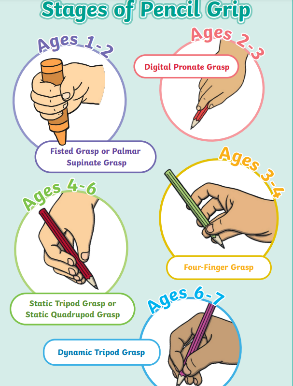 Stages of Pencil Grip
Ages 1-2
Fisted Grasp or Palmar
Supinate Grasp
Ages 2-3
Digital Pronate Grasp
Ages 3-4
Four-Finger Grasp
Ages 4-6
Static Tripod Grasp or
Static Quadrupod Grasp
Ages 6-7
Dynamic Tripod Grasp